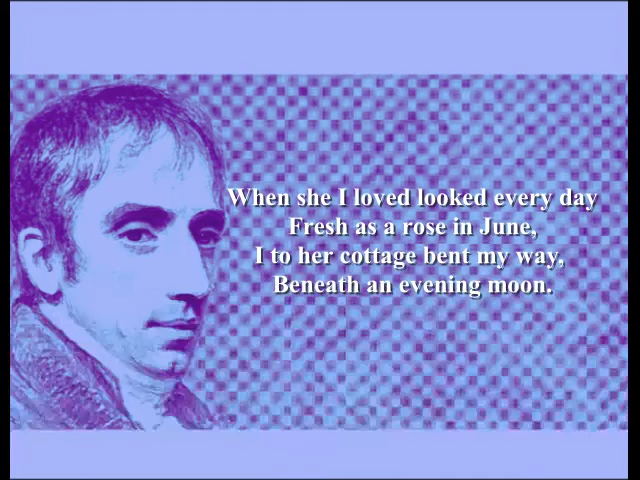 When she I loved looked every day
Fresh as a rose in June,
I to her cottage bent my way,
Beneath an evening moon.